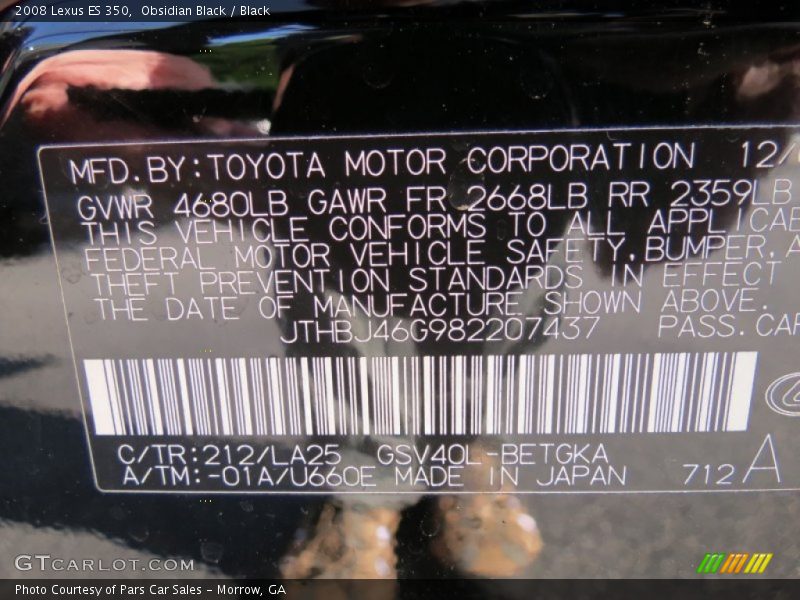 2008 Lexus ES 350, Obsidian Black / Black
MFD.BY:TOYOTA MOTOR CORPORATION 12/
GVWR 4680LB GAWR FR 2668LB RR 2359LB
THIS VEHICLE CONFORMS TO ALL
FEDERAL MOTOR VEHICLE SAFETY,BUMPER,
THEFT PREVENTION STANDARDS IN EFFECT
THE DATE OF MANUFACTURE SHOWN ABOVE.
JTHBJ46G982207437 PASS.CAR
C/TR:212/LA25 GSV40L-BETGKA
A/TM:-01A/U660E MADE IN JAPAN 712 A
GTCARLOT.COM
Photo Courtesy of Pars Car Sales - Morrow, GA